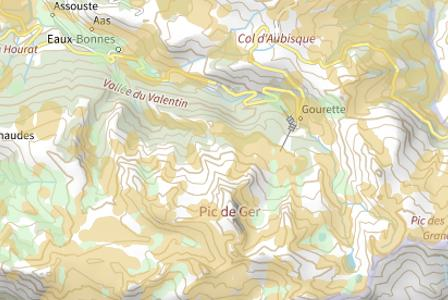 Assouste
Aas
Eaux-Bonnes
Hourat
Col d'Aubisque
Vallée du Valentin
Gourette
naudes
Pic de Ger
Pic des
Gran